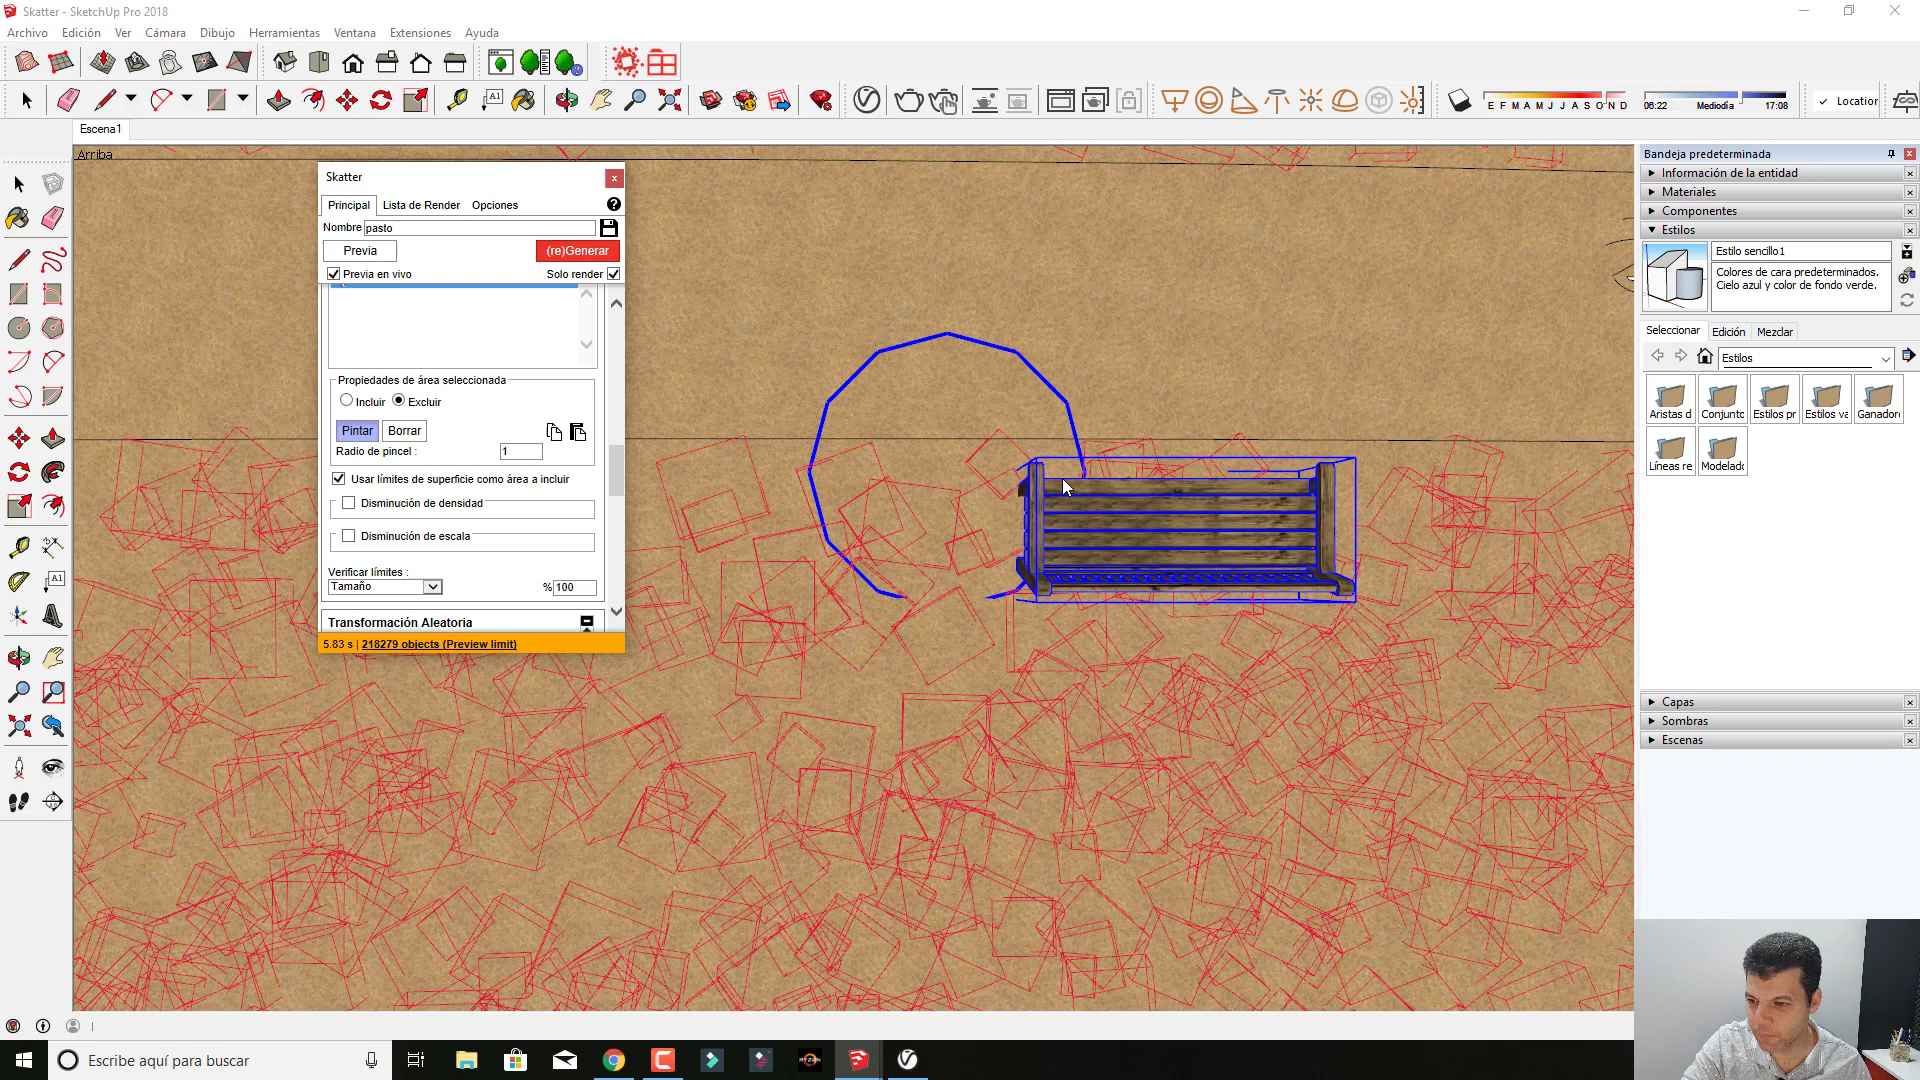 Skatter - SketchUp Pro 2018
Archivo Edición Ver Cámara Dibujo Herramientas Ventana Extensiones Ayuda
A1
E F M A M J J A S O N D
06:22 Mediodía 17:08
Location
Escena1
Arriba
Skatter
Principal Lista de Render Opciones
Nombre pasto
Previa (re)Generar
Previa en vivo Solo render
Propiedades de área seleccionada
Incluir Excluir
Pintar Borrar
Radio de pincel 1
Usar límites de superficie como área a incluir
Disminución de densidad
Disminución de escala
Verificar límites :
Tamaño % 100
Transformación Aleatoria
5.83 s | 218279 objects (Preview limit)
A1
Bandeja predeterminada
Información de la entidad
Materiales
Componentes
Estilos
Estilo sencillo1
Colores de cara predeterminados.
Cielo azul y color de fondo verde.
Seleccionar Edición Mezclar
Estilos
Aristas d Conjunto Estilos pr Estilos va Ganador
Líneas re Modelado
Capas
Sombras
Escenas
Escribe aquí para buscar
RYZEN